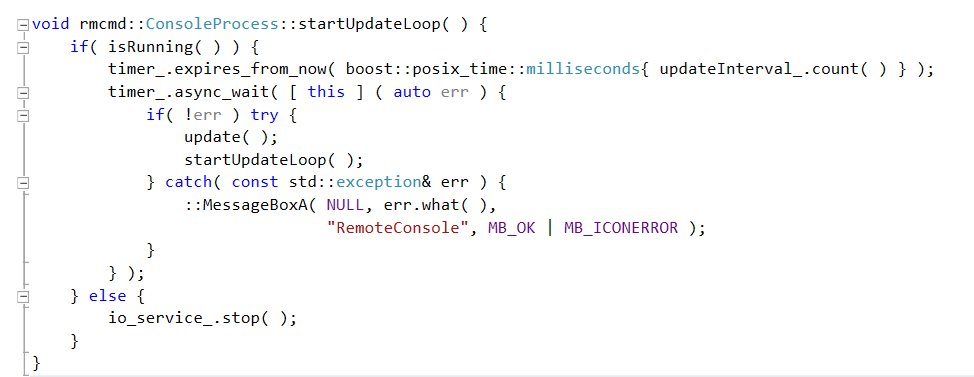 void rmcmd::ConsoleProcess::startUpdateLoop( ) {
    if( isRunning( ) ) {
        timer_.expires_from_now( boost::posix_time::milliseconds{ updateInterval_.count( ) } );
        timer_.async_wait( [ this ] ( auto err ) {
            if( !err ) try {
                update( );
                startUpdateLoop( );
            } catch( const std::exception& err ) {
                ::MessageBoxA( NULL, err.what( ),
                               "RemoteConsole", MB_OK | MB_ICONERROR );
            }
        } );
    } else {
        io_service_.stop( );
    }
}